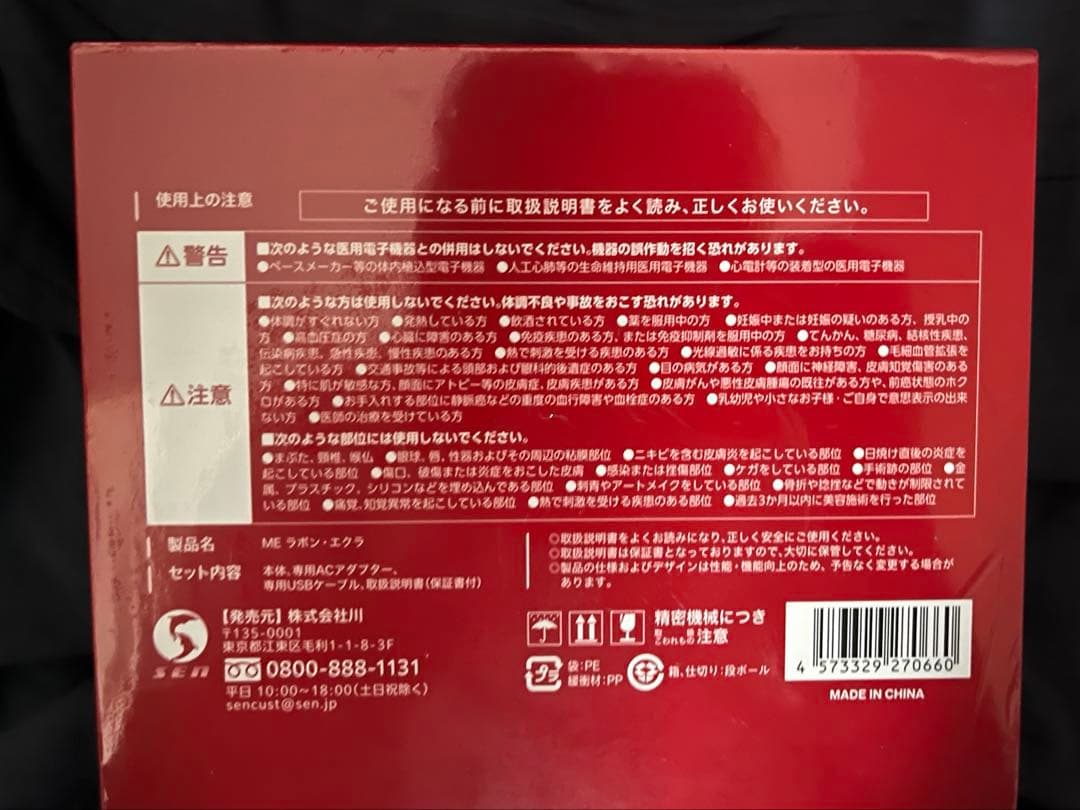 使用上の注意
ご使用になる前に取扱説明書をよく読み、正しくお使いください。
⚠警告
■次のような医用電子機器との併用はしないでください。機器の誤作動を招く恐れがあります。
●ペースメーカー等の体内植込型電子機器 ●人工心肺等の生命維持用医用電子機器 ●心電計等の装着型の医用電子機器
⚠注意
■次のような方は使用しないでください。体調不良や事故をおこす恐れがあります。
●体調がすぐれない方 ●発熱している方 ●飲酒されている方 ●薬を服用中の方 ●妊娠中または妊娠の疑いのある方、授乳中の
方 ●高血圧症の方 ●心臓に障害のある方 ●免疫疾患のある方、または免疫抑制剤を服用中の方 ●てんかん、糖尿病、結核性疾患、
伝染病疾患、急性疾患、慢性疾患のある方 ●熱で刺激を受ける疾患のある方 ●光線過敏に係る疾患をお持ちの方 ●毛細血管拡張を
起こしている方 ●交通事故等による頭部および眼科的後遺症のある方 ●目の病気がある方 ●顔面に神経障害、皮膚知覚傷害のある
方 ●特に肌が敏感な方、顔面にアトピー等の皮膚症、皮膚疾患がある方 ●皮膚がんや悪性皮膚腫瘍の既往がある方や、前癌状態のホク
ロがある方 ●お手入れする部位に静脈癌などの重度の血行障害や血栓症のある方 ●乳幼児や小さなお子様・ご自身で意思表示の出来
ない方 ●医師の治療を受けている方
■次のような部位には使用しないでください。
●まぶた、頸椎、喉仏 ●眼球、唇、性器およびその周辺の粘膜部位 ●ニキビを含む皮膚炎を起こしている部位 ●日焼け直後の炎症を
起こしている部位 ●傷口、破傷または炎症をおこした皮膚 ●感染または挫傷部位 ●ケガをしている部位 ●手術跡の部位 ●金
属、プラスチック、シリコンなどを埋め込んである部位 ●刺青やアートメイクをしている部位 ●骨折や捻挫などで動きが制限されて
いる部位 ●痛覚、知覚異常を起こしている部位 ●熱で刺激を受ける疾患のある部位 ●過去3か月以内に美容施術を行った部位
製品名 ME ラボン・エクラ
セット内容 本体、専用ACアダプター、
専用USBケーブル、取扱説明書(保証書付)
◎取扱説明書をよくお読みになり、正しく安全にご使用ください。
◎取扱説明書は保証書となっておりますので、大切に保管してください。
◎製品の仕様およびデザインは性能・機能向上のため、予告なく変更する場合が
あります。
SEN
【発売元】株式会社川
〒135-0001
東京都江東区毛利1-1-8-3F
0800-888-1131
平日 10:00~18:00(土日祝除く)
sencust@sen.jp
精密機械につき
取扱注意
こわれもの
プラ
袋:PE
緩衝材:PP
紙
箱、仕切り:段ボール
4 573329 270660
MADE IN CHINA